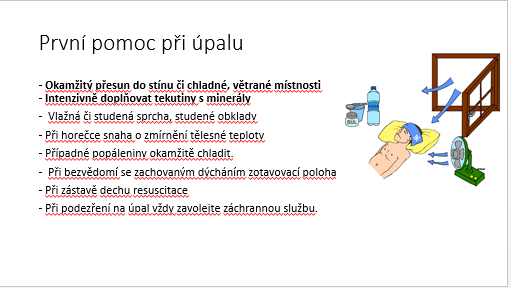 První pomoc při úpalu
- Okamžitý přesun do stínu či chladné, větrané místnosti
- Intenzivně doplňovat tekutiny s minerály
- Vlažná či studená sprcha, studené obklady
- Při horečce snaha o zmírnění tělesné teploty
- Případné popáleniny okamžitě chladit.
- Při bezvědomí se zachovaným dýcháním zotavovací poloha
- Při zástavě dechu resuscitace
- Při podezření na úpal vždy zavolejte záchrannou službu.
SŮL